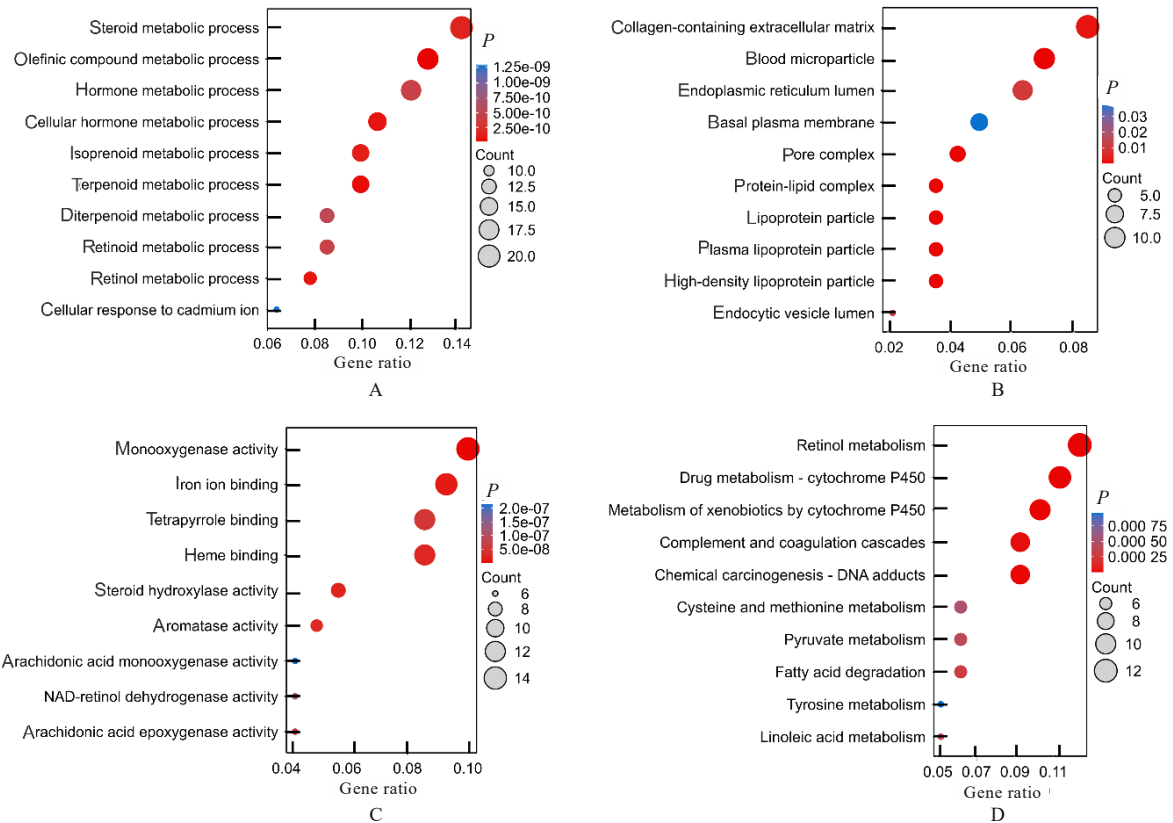 Steroid metabolic process
Olefinic compound metabolic process
Hormone metabolic process
Cellular hormone metabolic process
Isoprenoid metabolic process
Terpenoid metabolic process
Diterpenoid metabolic process
Retinoid metabolic process
Retinol metabolic process
Cellular response to cadmium ion
0.06 0.08 0.10 0.12 0.14
Gene ratio
P
1.25e-09
1.00e-09
7.50e-10
5.00e-10
2.50e-10
Count
10.0
12.5
15.0
17.5
20.0
A
Collagen-containing extracellular matrix
Blood microparticle
Endoplasmic reticulum lumen
Basal plasma membrane
Pore complex
Protein-lipid complex
Lipoprotein particle
Plasma lipoprotein particle
High-density lipoprotein particle
Endocytic vesicle lumen
0.02 0.04 0.06 0.08
Gene ratio
P
0.03
0.02
0.01
Count
5.0
7.5
10.0
B
Monooxygenase activity
Iron ion binding
Tetrapyrrole binding
Heme binding
Steroid hydroxylase activity
Aromatase activity
Arachidonic acid monooxygenase activity
NAD-retinol dehydrogenase activity
Arachidonic acid epoxygenase activity
0.04 0.06 0.08 0.10
Gene ratio
P
2.0e-07
1.5e-07
1.0e-07
5.0e-08
Count
6
8
10
12
14
C
Retinol metabolism
Drug metabolism - cytochrome P450
Metabolism of xenobiotics by cytochrome P450
Complement and coagulation cascades
Chemical carcinogenesis - DNA adducts
Cysteine and methionine metabolism
Pyruvate metabolism
Fatty acid degradation
Tyrosine metabolism
Linoleic acid metabolism
0.05 0.07 0.09 0.11
Gene ratio
P
0.000 75
0.000 50
0.000 25
Count
6
8
10
12
D